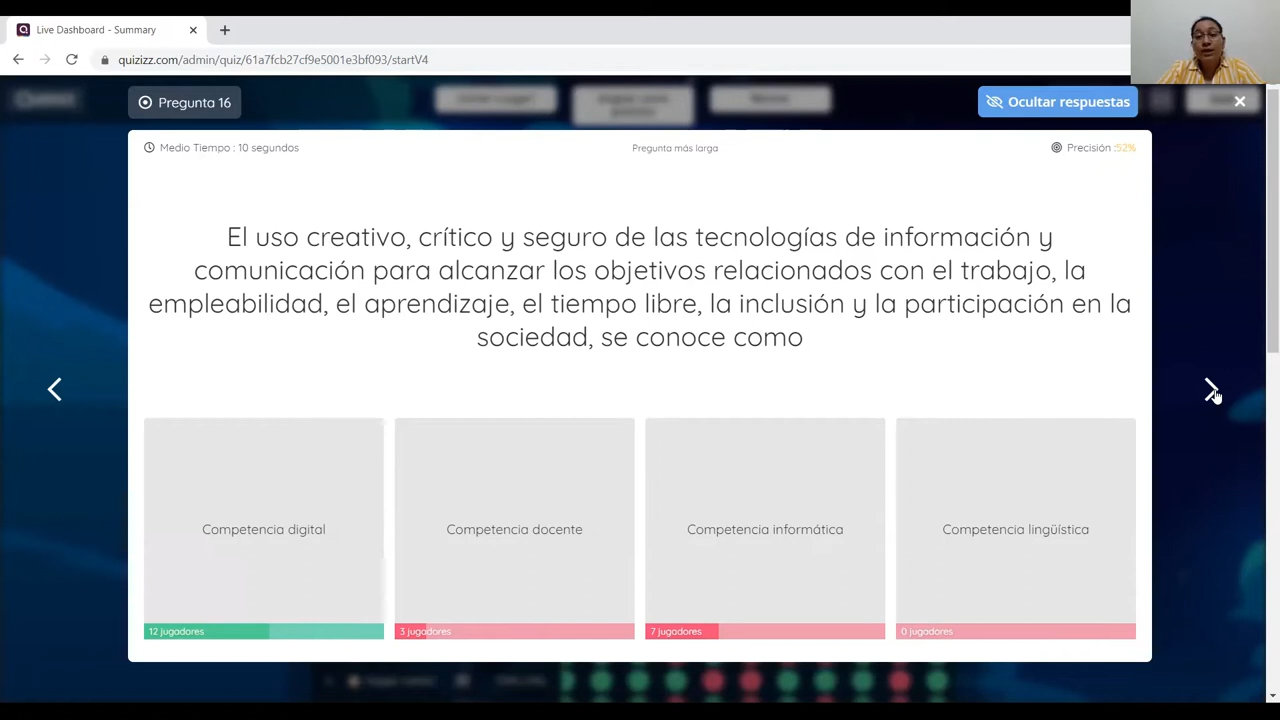 Live Dashboard - Summary
quizizz.com/admin/quiz/61a7fcb27cf9e5001e3bf093/startV4
Pregunta 16
Ocultar respuestas
Medio Tiempo : 10 segundos
Pregunta más larga
Precisión :52%
El uso creativo, crítico y seguro de las tecnologías de información y
comunicación para alcanzar los objetivos relacionados con el trabajo, la
empleabilidad, el aprendizaje, el tiempo libre, la inclusión y la participación en la
sociedad, se conoce como
Competencia digital
Competencia docente
Competencia informática
Competencia lingüística
12 jugadores
3 jugadores
7 jugadores
0 jugadores